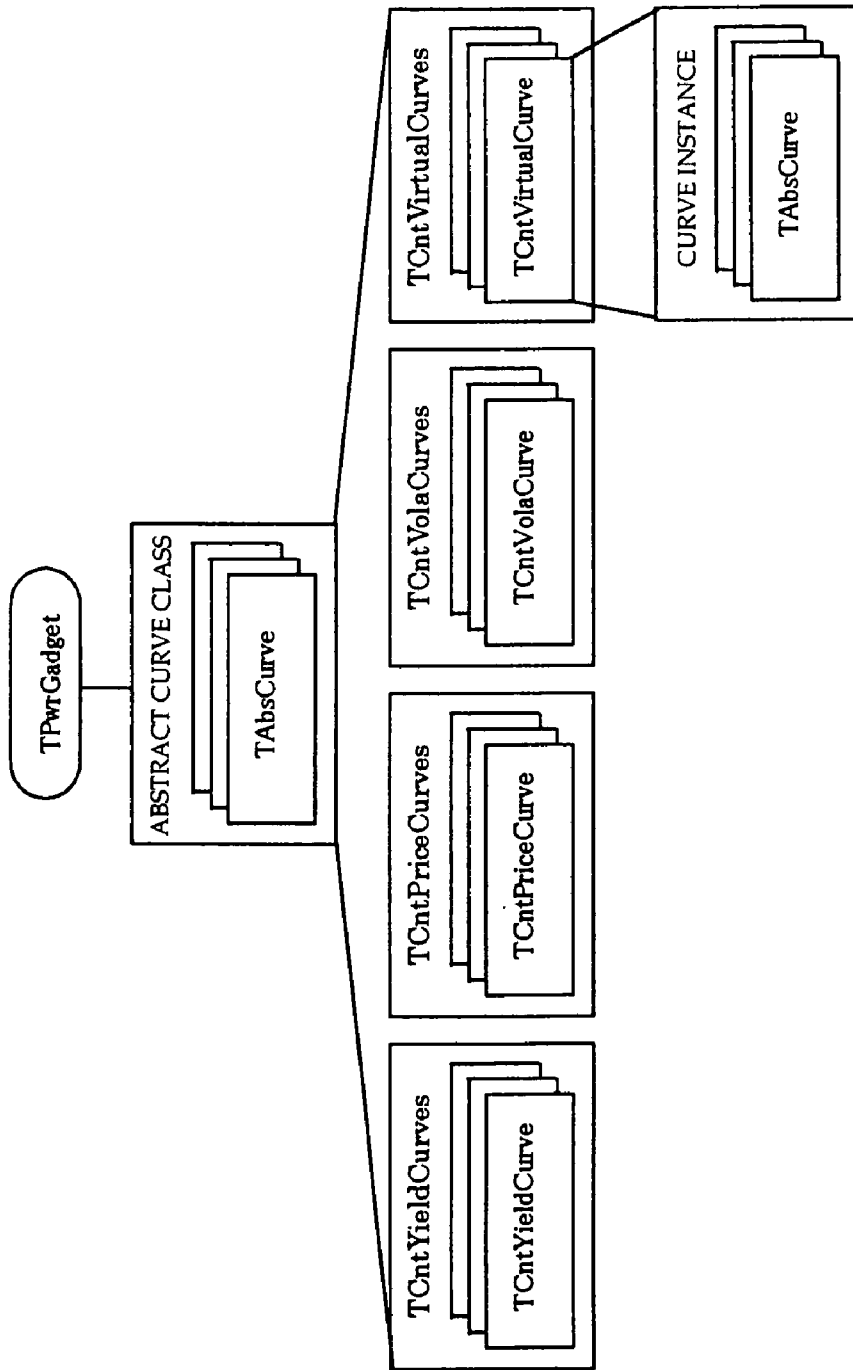 TPwrGadget
ABSTRACT CURVE CLASS
TAbsCurve
TCntYieldCurves
TCntYieldCurve
TCntPriceCurves
TCntPriceCurve
TCntVolaCurves
TCntVolaCurve
TCntVirtualCurves
TCntVirtualCurve
CURVE INSTANCE
TAbsCurve